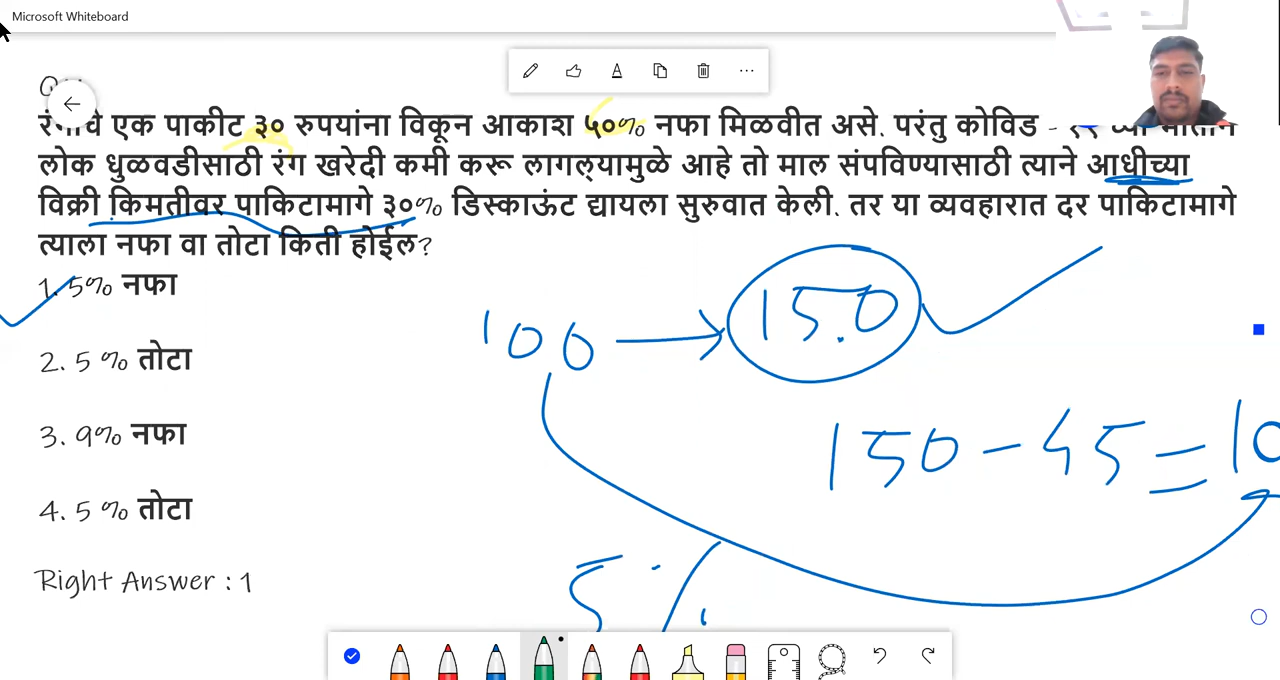 Microsoft Whiteboard
रंगाचे एक पाकीट ३० रुपयांना विकून आकाश ५०% नफा मिळवीत असे. परंतु कोविड - १९ च्या भीतीने
लोक धुळवडीसाठी रंग खरेदी कमी करू लागल्यामुळे आहे तो माल संपविण्यासाठी त्याने आधीच्या
विक्री किमतीवर पाकिटामागे ३०% डिस्काऊंट द्यायला सुरुवात केली. तर या व्यवहारात दर पाकिटामागे
त्याला नफा वा तोटा किती होईल?
1. 5% नफा
100 → 150
2. 5 % तोटा
3. 9% नफा
150 - 45 = 10
4. 5 % तोटा
Right Answer : 1
5 %